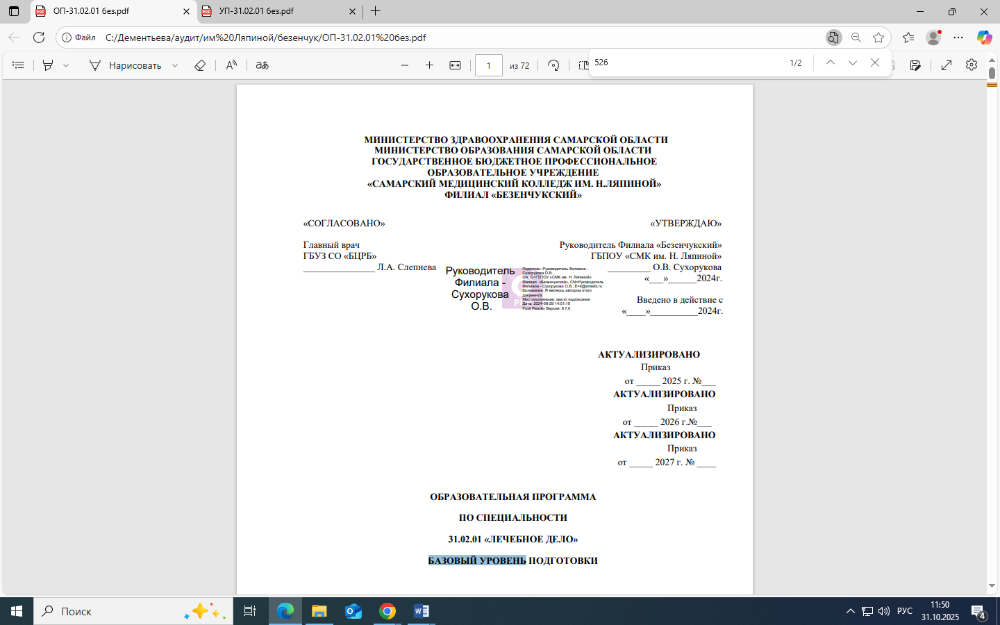 ОП-31.02.01 без.pdf
УП-31.02.01 без.pdf
Файл
C:/Дементьева/аудит/им%20Ляпиной/безенчук/ОП-31.02.01%20без.pdf
Нарисовать
1
из 72
526
1/2
МИНИСТЕРСТВО ЗДРАВООХРАНЕНИЯ САМАРСКОЙ ОБЛАСТИ
МИНИСТЕРСТВО ОБРАЗОВАНИЯ САМАРСКОЙ ОБЛАСТИ
ГОСУДАРСТВЕННОЕ БЮДЖЕТНОЕ ПРОФЕССИОНАЛЬНОЕ
ОБРАЗОВАТЕЛЬНОЕ УЧРЕЖДЕНИЕ
«САМАРСКИЙ МЕДИЦИНСКИЙ КОЛЛЕДЖ ИМ. Н.ЛЯПИНОЙ»
ФИЛИАЛ «БЕЗЕНЧУКСКИЙ»
«СОГЛАСОВАНО»
Главный врач
ГБУЗ СО «БЦРБ»
_______________ Л.А. Слепнева
«УТВЕРЖДАЮ»
Руководитель Филиала «Безенчукский»
ГБПОУ «СМК им. Н. Ляпиной»
_________ О.В. Сухорукова
«___»______2024г.
Введено в действие с
«____»__________2024г.
Руководитель
Филиала -
Сухорукова
О.В.
Подписан: Руководитель Филиала -
Сухорукова О.В.
DN: O=ГБПОУ «СМК им. Н. Ляпиной»
Филиал «Безенчукский», CN=Руководитель
Филиала - Сухорукова О.В., E=it@smedk.ru
Основание: Я являюсь автором этого
документа
Местоположение: место подписания
Дата: 2024-08-29 14:51:19
Foxit Reader Версия: 9.7.0
АКТУАЛИЗИРОВАНО
Приказ
от _____ 2025 г. №___
АКТУАЛИЗИРОВАНО
Приказ
от _____ 2026 г.№___
АКТУАЛИЗИРОВАНО
Приказ
от _____ 2027 г. № ____
ОБРАЗОВАТЕЛЬНАЯ ПРОГРАММА
ПО СПЕЦИАЛЬНОСТИ
31.02.01 «ЛЕЧЕБНОЕ ДЕЛО»
БАЗОВЫЙ УРОВЕНЬ ПОДГОТОВКИ
Поиск
РУС
11:50
31.10.2025
4